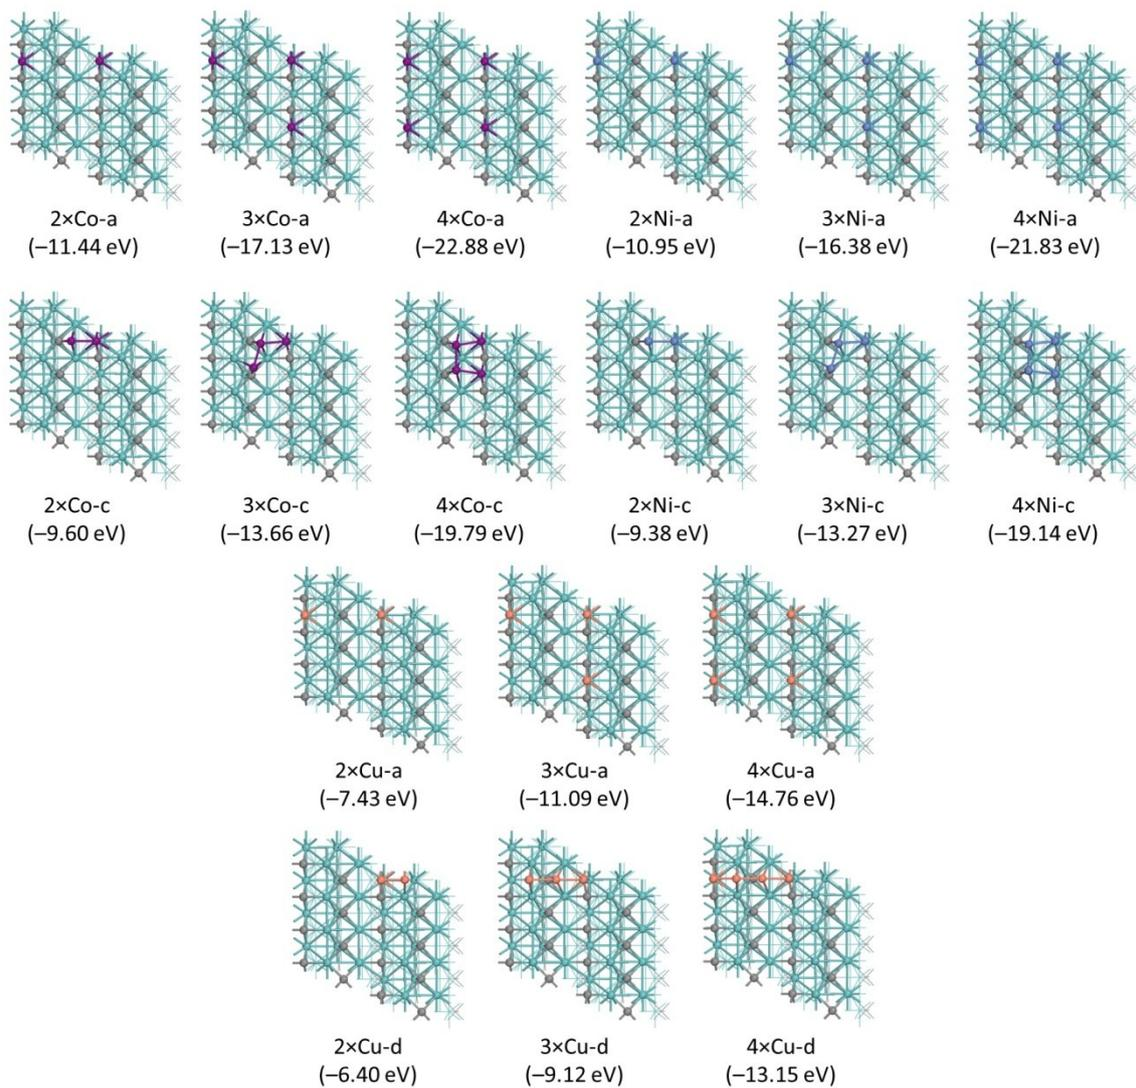 2×Co-a
(–11.44 eV)
3×Co-a
(–17.13 eV)
4×Co-a
(–22.88 eV)
2×Ni-a
(–10.95 eV)
3×Ni-a
(–16.38 eV)
4×Ni-a
(–21.83 eV)
2×Co-c
(–9.60 eV)
3×Co-c
(–13.66 eV)
4×Co-c
(–19.79 eV)
2×Ni-c
(–9.38 eV)
3×Ni-c
(–13.27 eV)
4×Ni-c
(–19.14 eV)
2×Cu-a
(–7.43 eV)
3×Cu-a
(–11.09 eV)
4×Cu-a
(–14.76 eV)
2×Cu-d
(–6.40 eV)
3×Cu-d
(–9.12 eV)
4×Cu-d
(–13.15 eV)